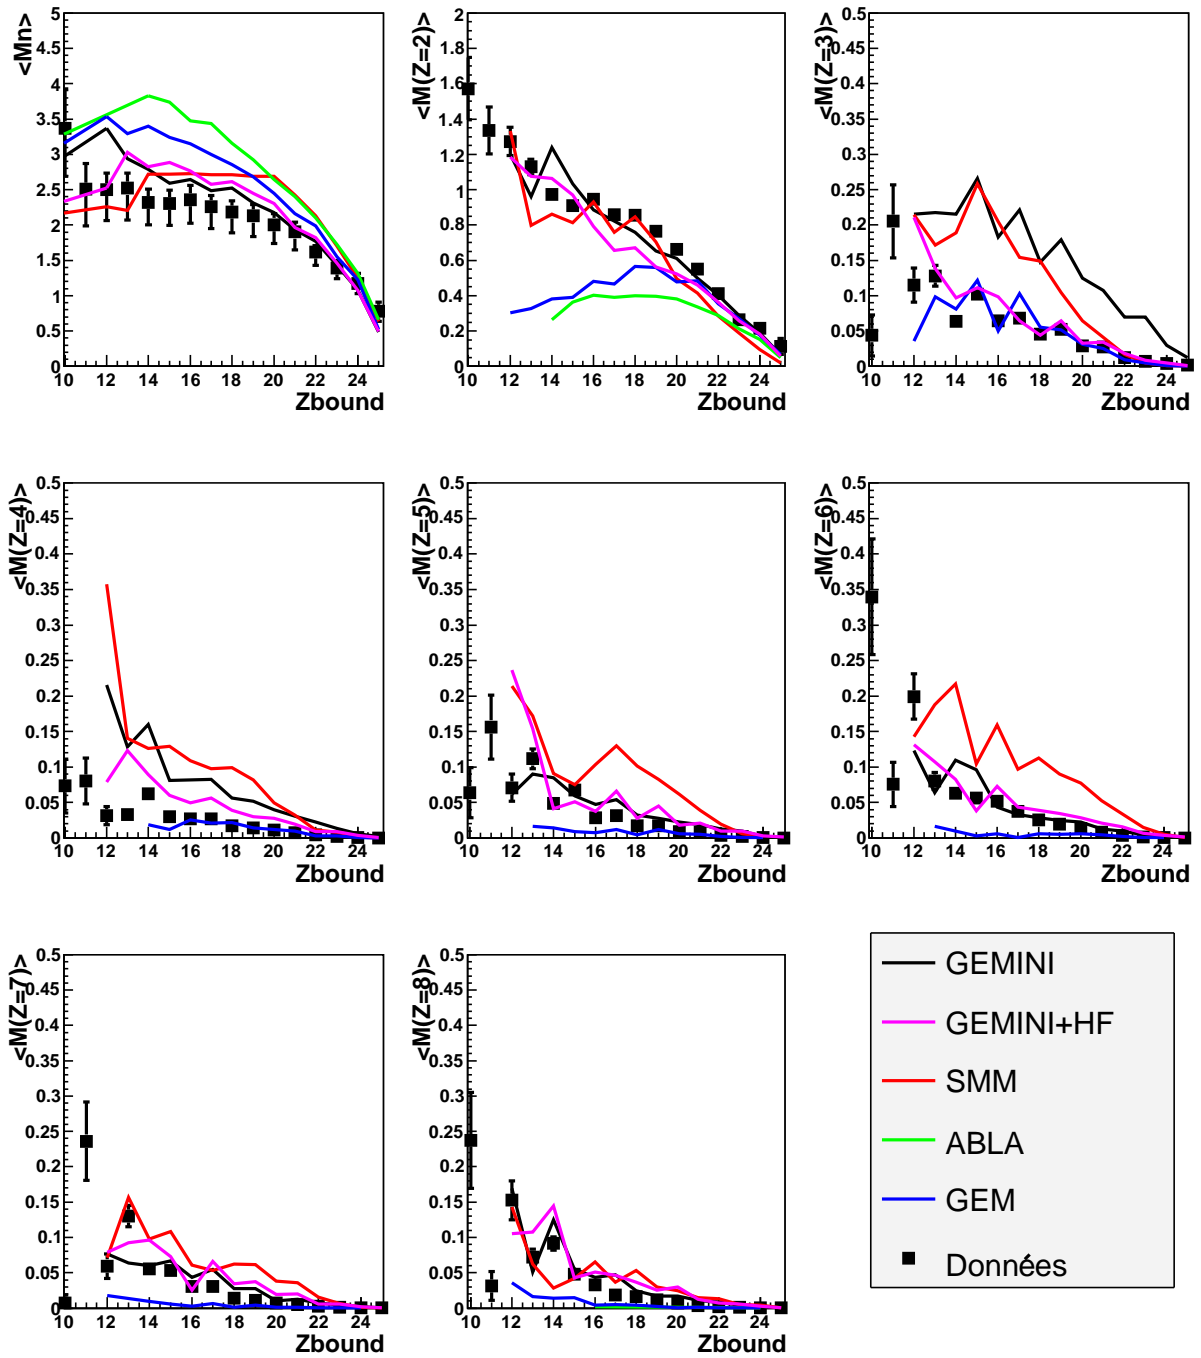 <Mn>
5
4.5
4
3.5
3
2.5
2
1.5
1
0.5
0
10 12 14 16 18 20 22 24
Zbound
<M(Z=2)>
2
1.8
1.6
1.4
1.2
1
0.8
0.6
0.4
0.2
0
10 12 14 16 18 20 22 24
Zbound
<M(Z=3)>
0.5
0.45
0.4
0.35
0.3
0.25
0.2
0.15
0.1
0.05
0
10 12 14 16 18 20 22 24
Zbound
<M(Z=4)>
0.5
0.45
0.4
0.35
0.3
0.25
0.2
0.15
0.1
0.05
0
10 12 14 16 18 20 22 24
Zbound
<M(Z=5)>
0.5
0.45
0.4
0.35
0.3
0.25
0.2
0.15
0.1
0.05
0
10 12 14 16 18 20 22 24
Zbound
<M(Z=6)>
0.5
0.45
0.4
0.35
0.3
0.25
0.2
0.15
0.1
0.05
0
10 12 14 16 18 20 22 24
Zbound
<M(Z=7)>
0.5
0.45
0.4
0.35
0.3
0.25
0.2
0.15
0.1
0.05
0
10 12 14 16 18 20 22 24
Zbound
<M(Z=8)>
0.5
0.45
0.4
0.35
0.3
0.25
0.2
0.15
0.1
0.05
0
10 12 14 16 18 20 22 24
Zbound
GEMINI
GEMINI+HF
SMM
ABLA
GEM
Données